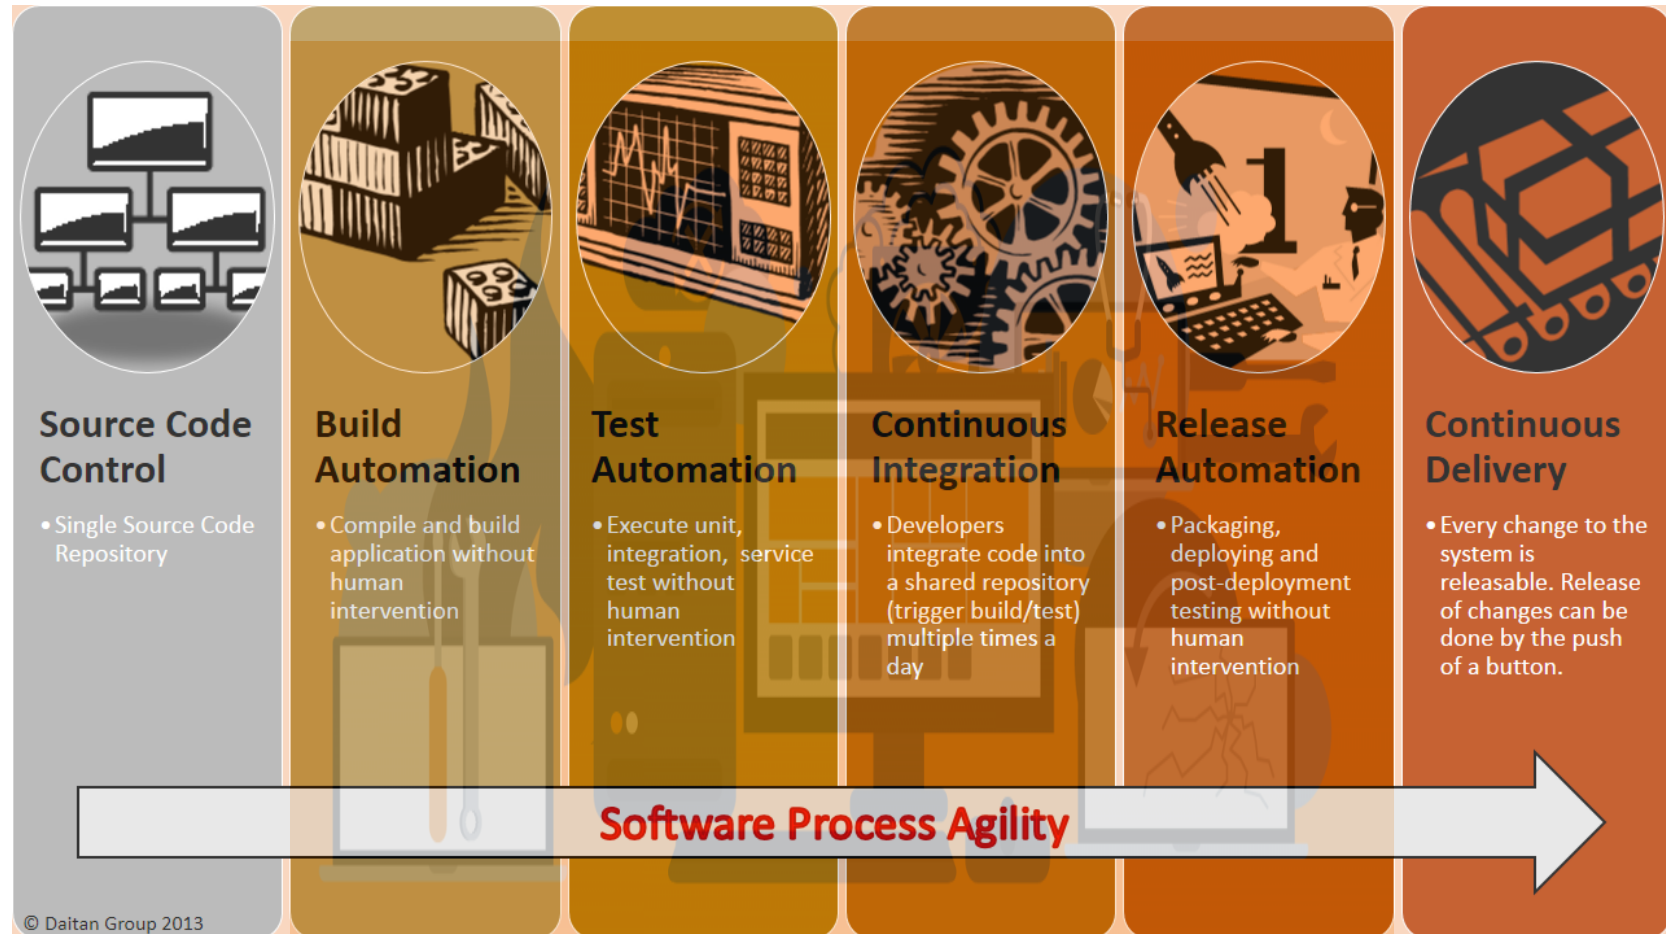 Source Code
Control
• Single Source Code
Repository
Build
Automation
• Compile and build
application without
human
intervention
Test
Automation
• Execute unit,
integration, service
test without
human
intervention
Continuous
Integration
• Developers
integrate code into
a shared repository
(trigger build/test)
multiple times a
day
Release
Automation
• Packaging,
deploying and
post-deployment
testing without
human
intervention
Continuous
Delivery
• Every change to the
system is
releasable. Release
of changes can be
done by the push
of a button.
Software Process Agility
© Daitan Group 2013